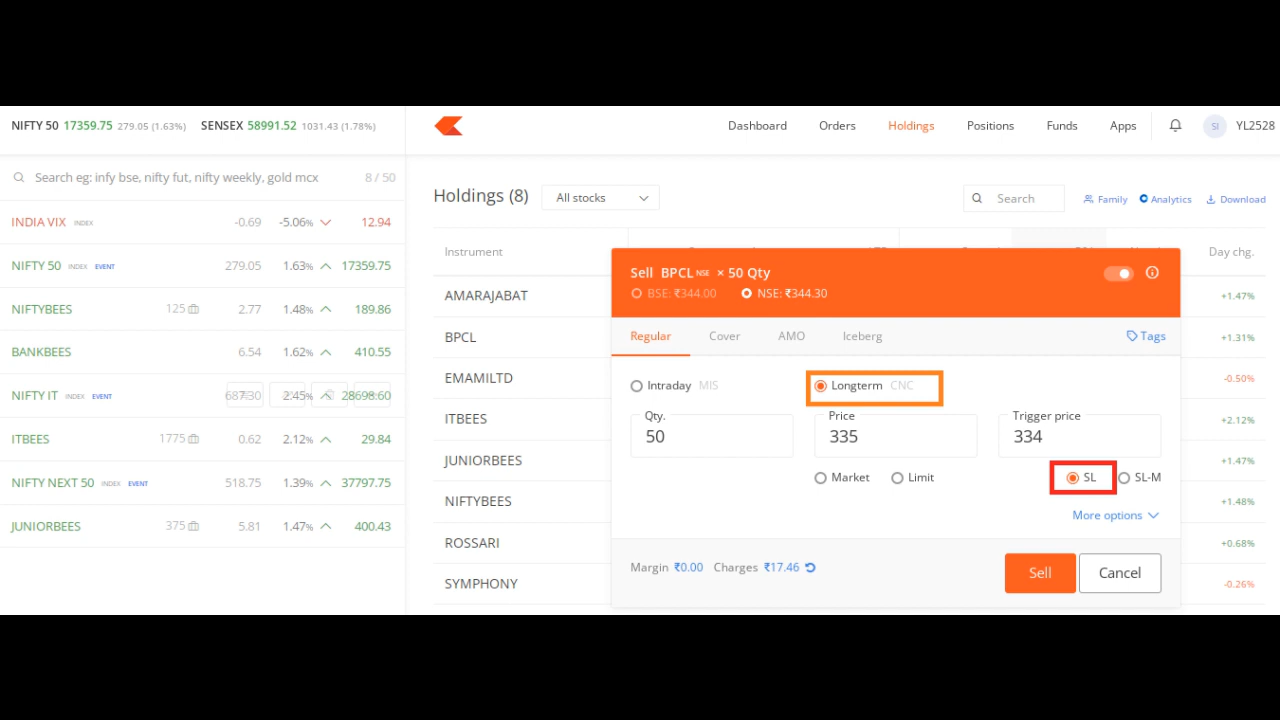 NIFTY 50 17359.75 279.05 (1.63%) SENSEX 58991.52 1031.43 (1.78%)
Dashboard Orders Holdings Positions Funds Apps SI YL2528
Search eg: infy bse, nifty fut, nifty weekly, gold mcx 8 / 50
INDIA VIX INDEX -0.69 -5.06% 12.94
NIFTY 50 INDEX EVENT 279.05 1.63% 17359.75
NIFTYBEES 125 2.77 1.48% 189.86
BANKBEES 6.54 1.62% 410.55
NIFTY IT INDEX EVENT 687.30 2.45% 28698.60
ITBEES 1775 0.62 2.12% 29.84
NIFTY NEXT 50 INDEX EVENT 518.75 1.39% 37797.75
JUNIORBEES 375 5.81 1.47% 400.43
Holdings (8) All stocks Search Family Analytics Download
Instrument Day chg.
AMARAJABAT +1.47%
BPCL +1.31%
EMAMILTD -0.50%
ITBEES +2.12%
JUNIORBEES +1.47%
NIFTYBEES +1.48%
ROSSARI +0.68%
SYMPHONY -0.26%
Sell BPCL NSE × 50 Qty
BSE: ₹344.00 NSE: ₹344.30
Regular Cover AMO Iceberg Tags
Intraday MIS Longterm CNC
Qty. Price Trigger price
50 335 334
Market Limit SL SL-M
More options
Margin ₹0.00 Charges ₹17.46 Sell Cancel